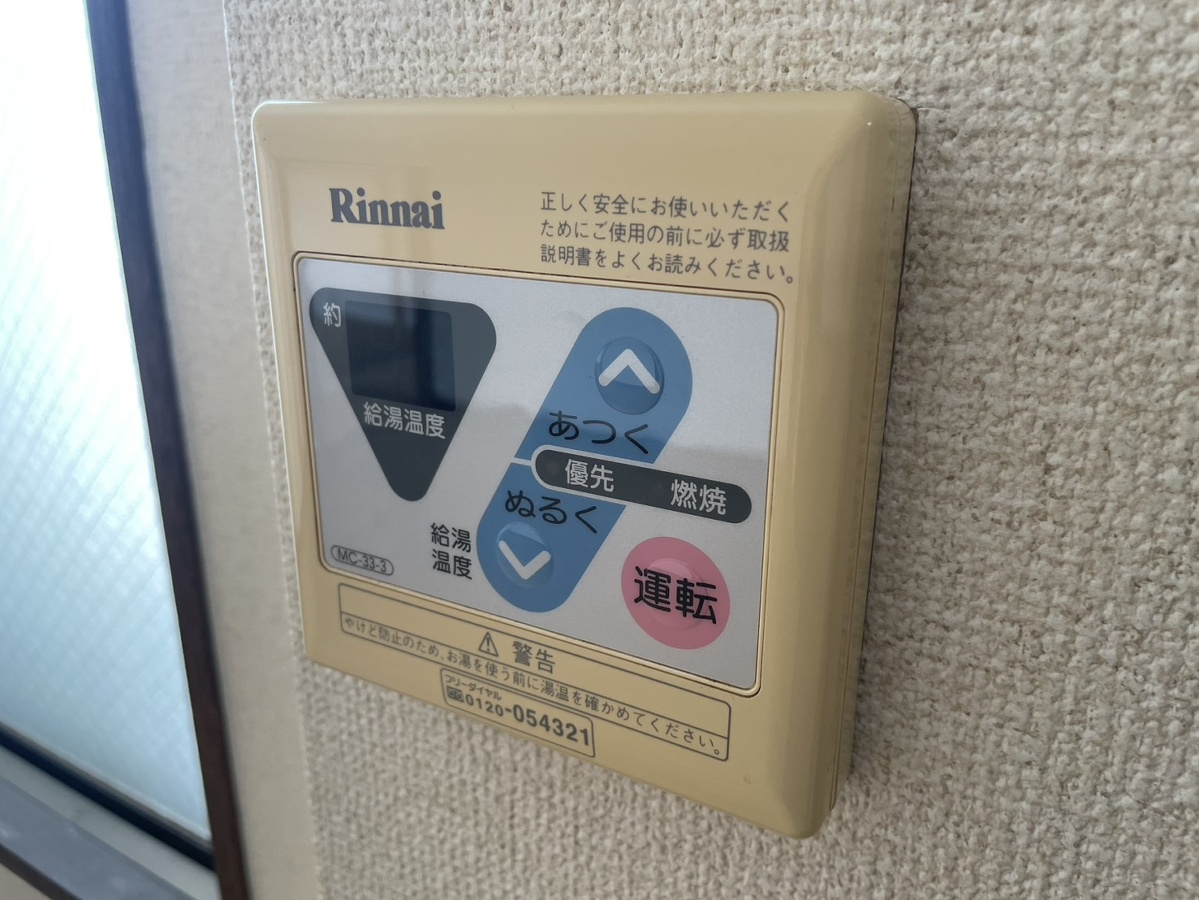 Rinnai
正しく安全にお使いいただく
ためにご使用の前に必ず取扱
説明書をよくお読みください。
約
給湯温度
あつく
優先 燃焼
ぬるく
給湯
温度
MC-33-3
運転
警告
やけど防止のため、お湯を使う前に湯温を確かめてください。
フリーダイヤル
0120-054321